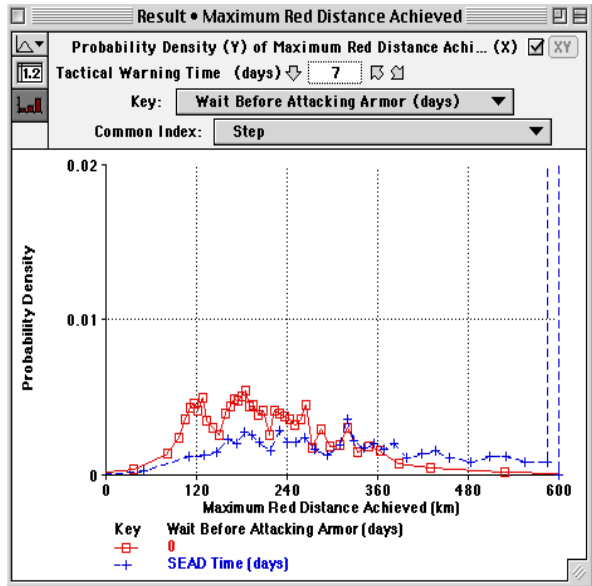 Result • Maximum Red Distance Achieved
Probability Density (Y) of Maximum Red Distance Achi... (X) XY
1.2 Tactical Warning Time (days) 7
Key: Wait Before Attacking Armor (days)
Common Index: Step
0.02
0.01
0
Probability Density
0 120 240 360 480 600
Maximum Red Distance Achieved (km)
Key Wait Before Attacking Armor (days)
0
SEAD Time (days)